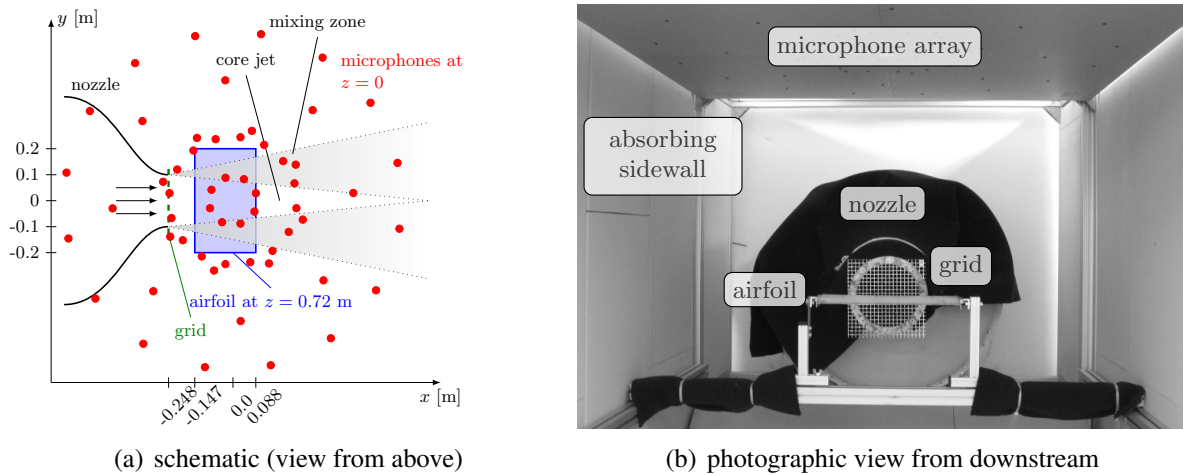 y [m]
mixing zone
core jet
microphones at
z = 0
nozzle
0.2
0.1
0
-0.1
-0.2
airfoil at z = 0.72 m
grid
-0.248
-0.147
0.0
0.088
x [m]
(a) schematic (view from above)
microphone array
absorbing
sidewall
nozzle
grid
airfoil
(b) photographic view from downstream